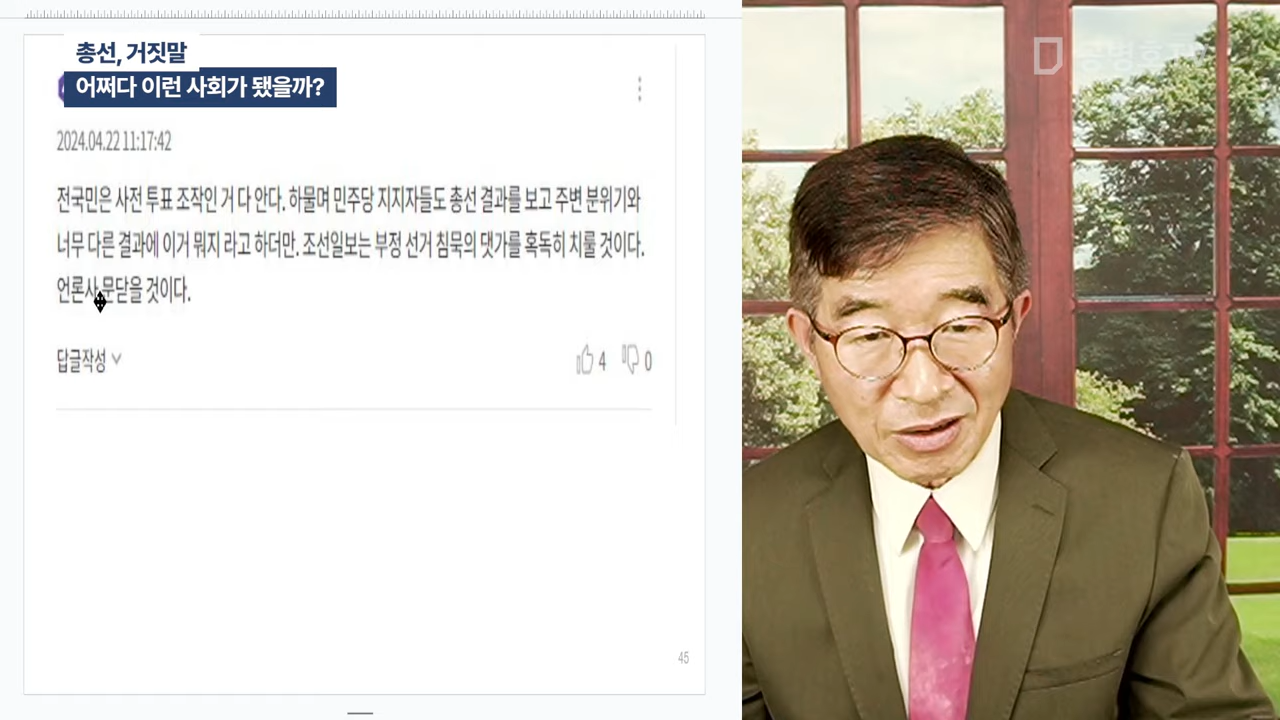 총선, 거짓말
어쩌다 이런 사회가 됐을까?
공병호TV
2024.04.22 11:17:42
전국민은 사전 투표 조작인 거 다 안다. 하물며 민주당 지지자들도 총선 결과를 보고 주변 분위기와
너무 다른 결과에 이거 뭐지 라고 하더만. 조선일보는 부정 선거 침묵의 댓가를 혹독히 치룰 것이다.
언론사 문닫을 것이다.
답글작성
4
0
45